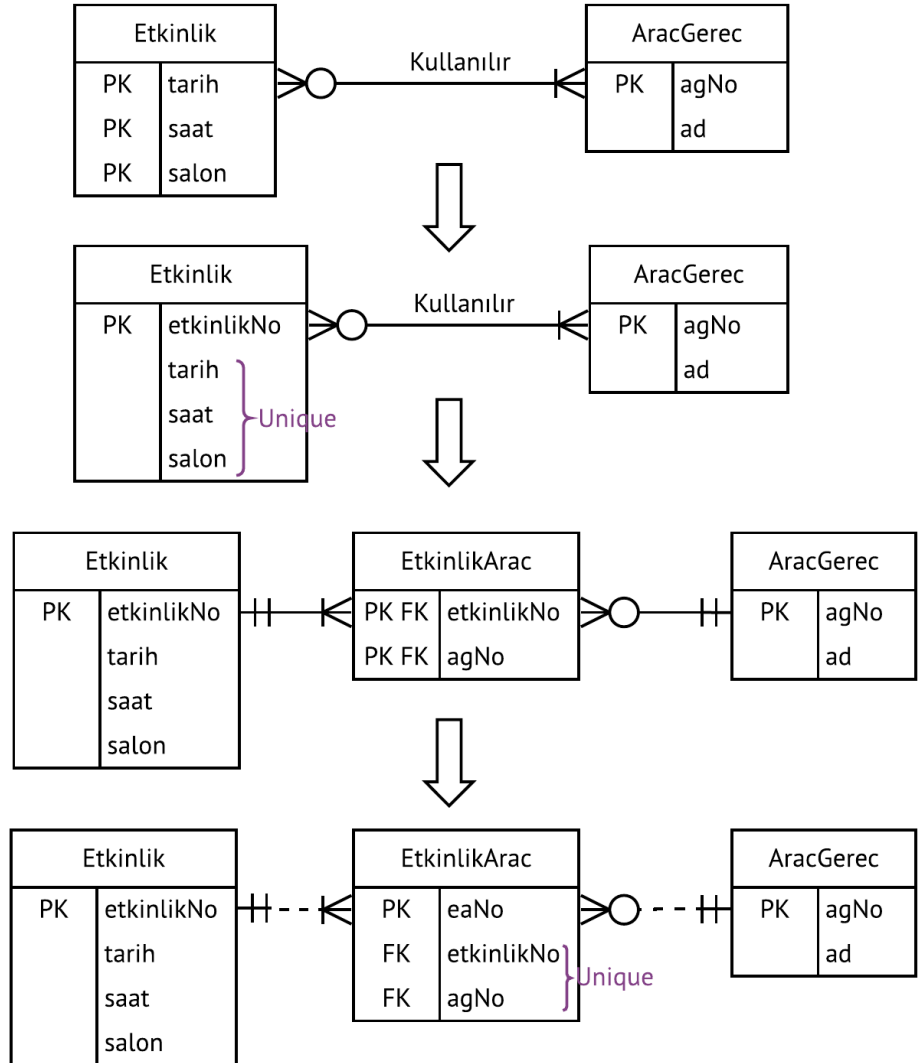 Etkinlik
PK tarih
PK saat
PK salon
Kullanılır
AracGerec
PK agNo
ad
Etkinlik
PK etkinlikNo
tarih
saat
salon
Unique
Kullanılır
AracGerec
PK agNo
ad
Etkinlik
PK etkinlikNo
tarih
saat
salon
EtkinlikArac
PK FK etkinlikNo
PK FK agNo
AracGerec
PK agNo
ad
Etkinlik
PK etkinlikNo
tarih
saat
salon
EtkinlikArac
PK eaNo
FK etkinlikNo
FK agNo
Unique
AracGerec
PK agNo
ad